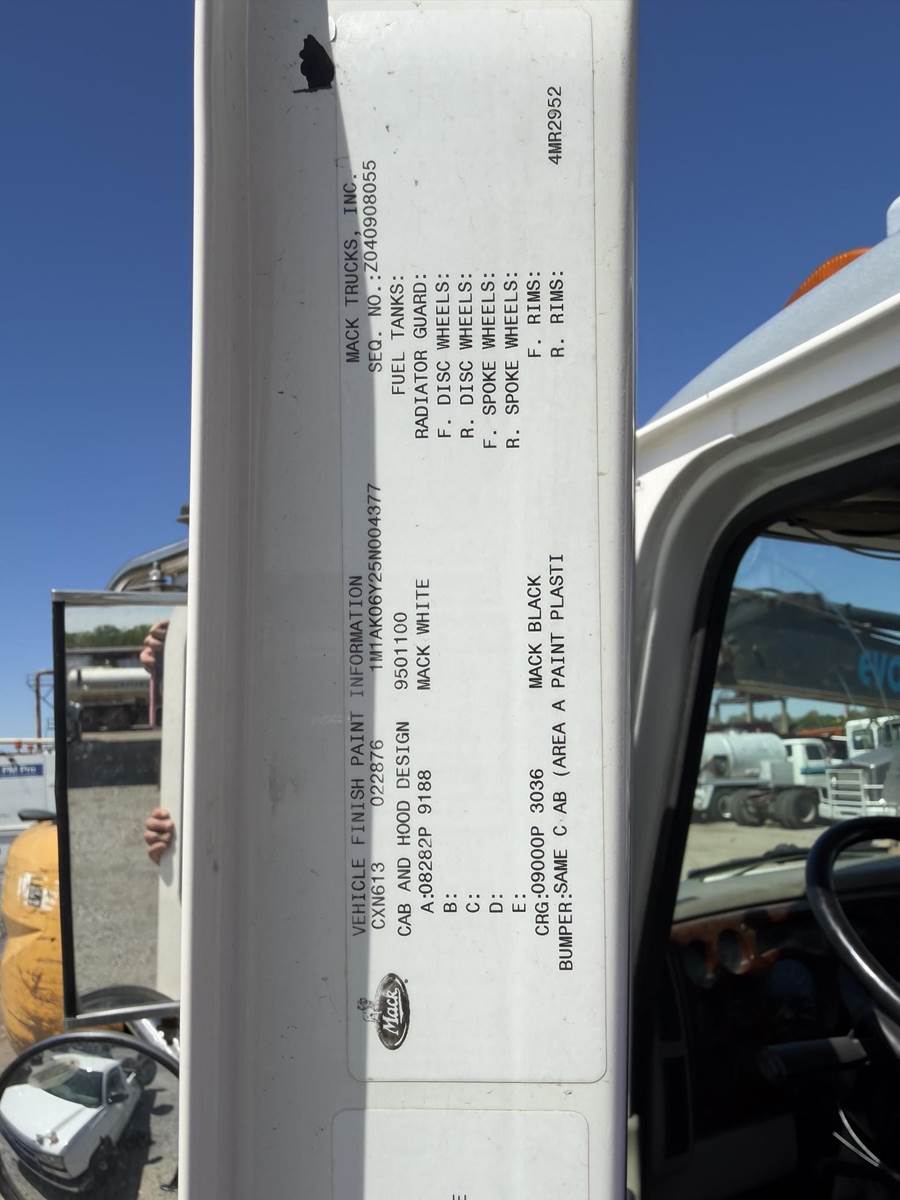 VEHICLE FINISH PAINT INFORMATION MACK TRUCKS, INC.
CXN613 022876 1M1AK06Y25N004377 SEQ. NO.:Z040908055
CAB AND HOOD DESIGN 9501100 FUEL TANKS:
A:08282P 9188 MACK WHITE RADIATOR GUARD:
B: F. DISC WHEELS:
C: R. DISC WHEELS:
D: F. SPOKE WHEELS:
E: R. SPOKE WHEELS:
CRG:09000P 3036 MACK BLACK F. RIMS:
BUMPER:SAME C AB (AREA A PAINT PLASTI R. RIMS: 4MR2952
Mack
evo